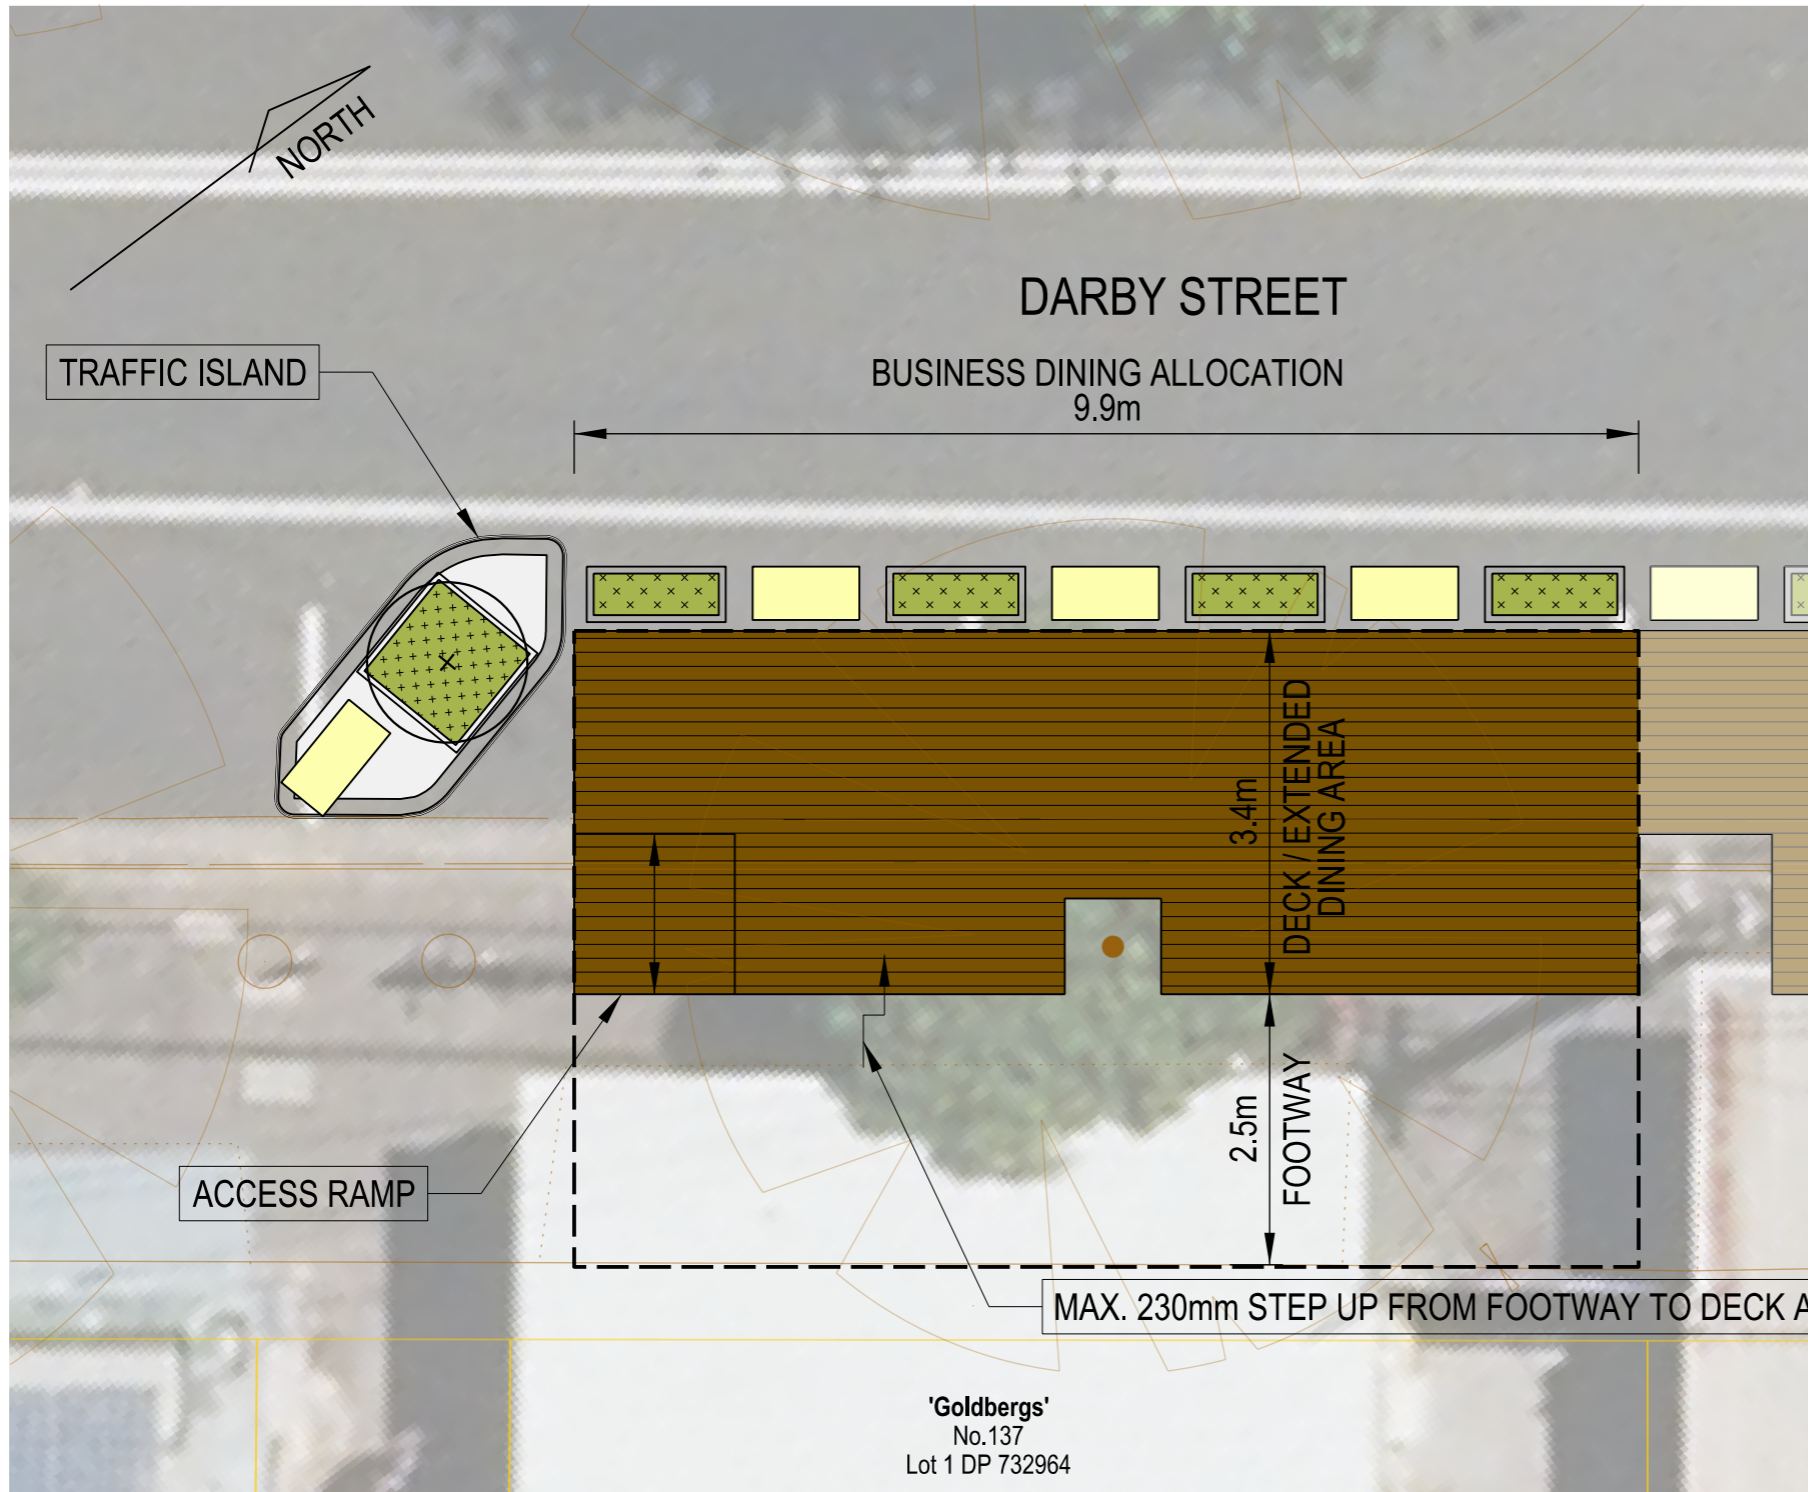 NORTH
DARBY STREET
TRAFFIC ISLAND
BUSINESS DINING ALLOCATION
9.9m
3.4m
DECK / EXTENDED
DINING AREA
2.5m
FOOTWAY
ACCESS RAMP
MAX. 230mm STEP UP FROM FOOTWAY TO DECK A
'Goldbergs'
No.137
Lot 1 DP 732964